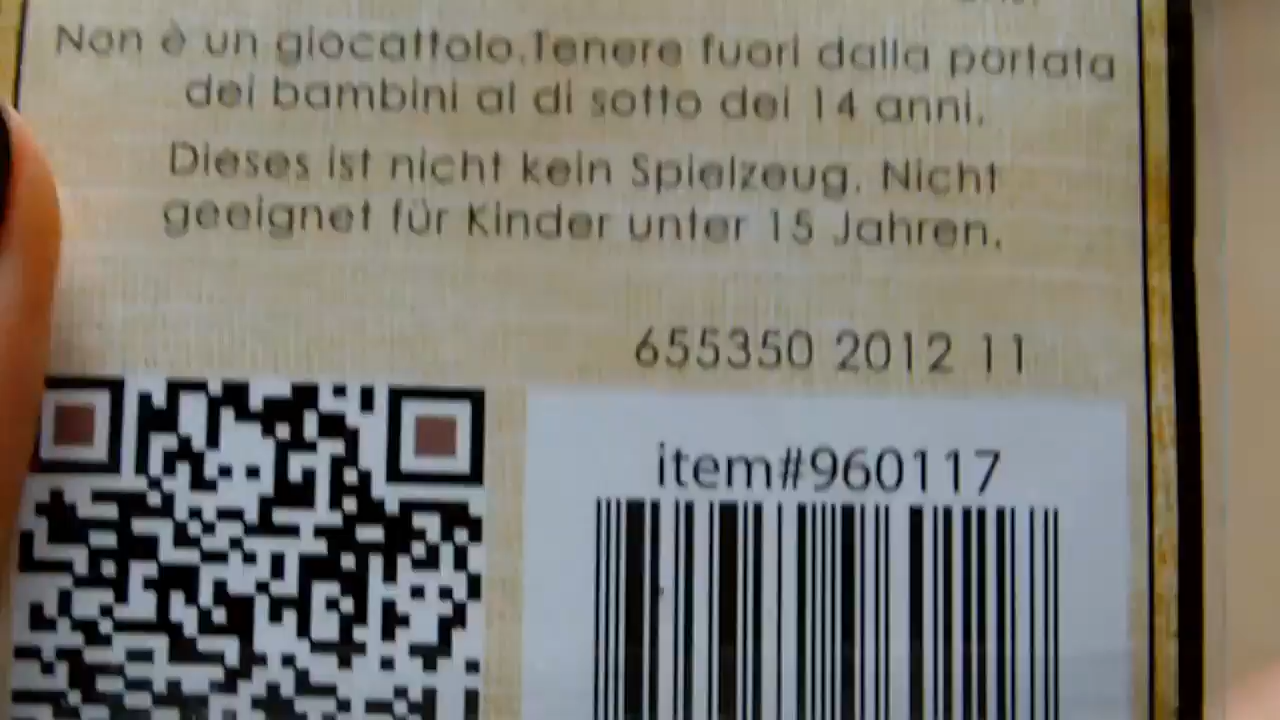 Non è un giocattolo.Tenere fuori dalla portata
dei bambini al di sotto dei 14 anni.
Dieses ist nicht kein Spielzeug. Nicht
geeignet für Kinder unter 15 Jahren.
655350 2012 11
item#960117